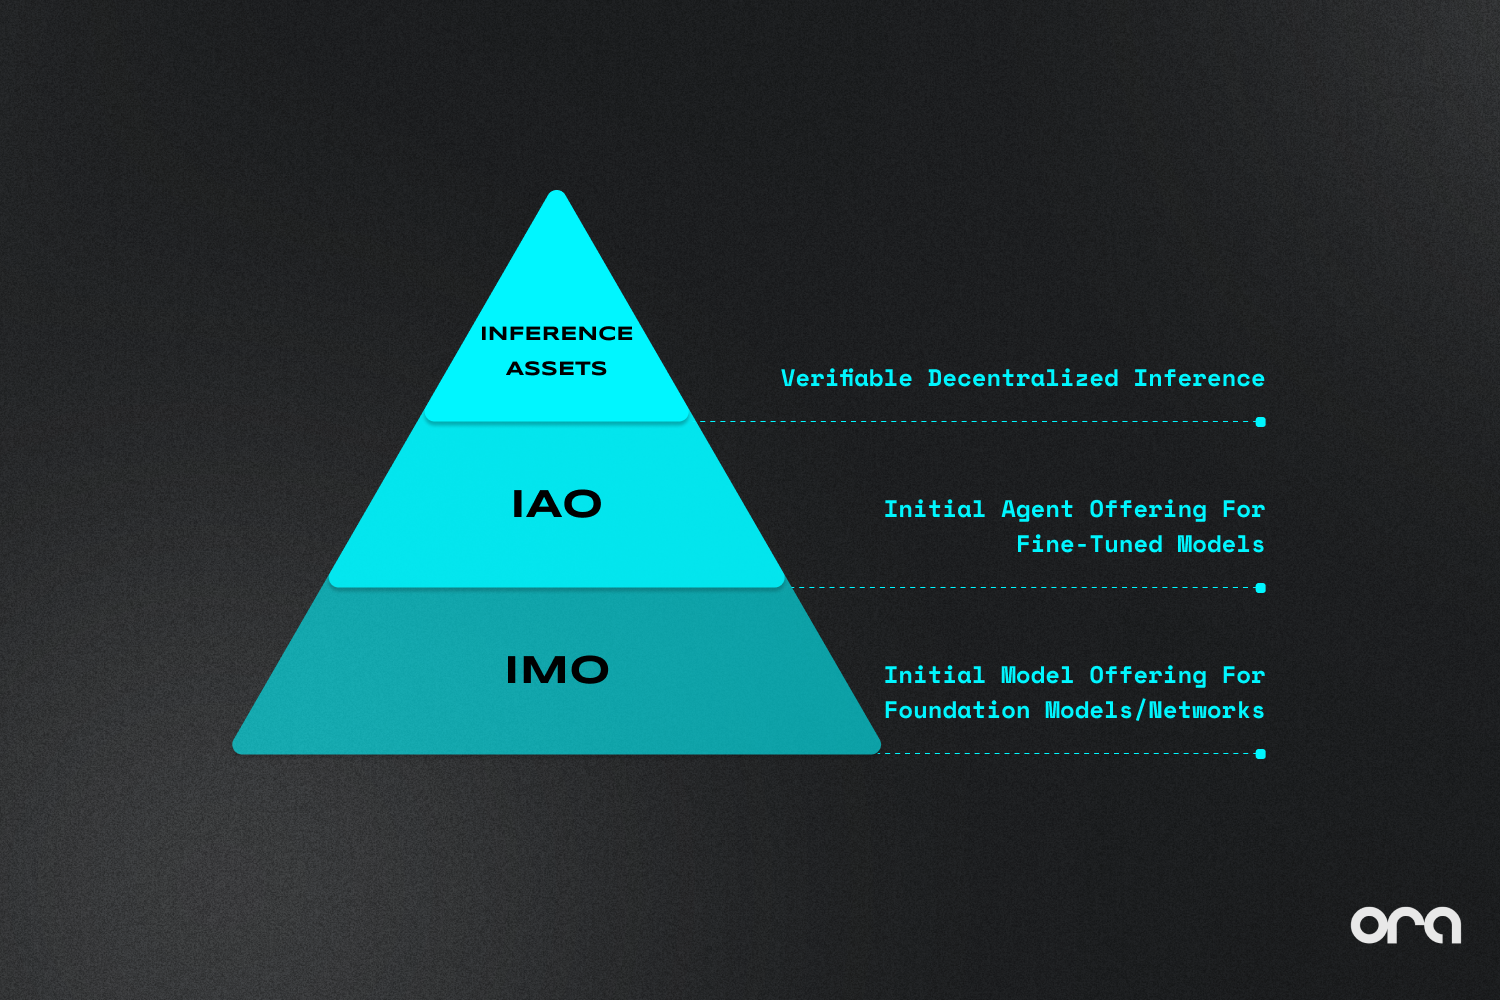 INFERENCE
ASSETS
Verifiable Decentralized Inference
IAO
Initial Agent Offering For
Fine-Tuned Models
IMO
Initial Model Offering For
Foundation Models/Networks
ora